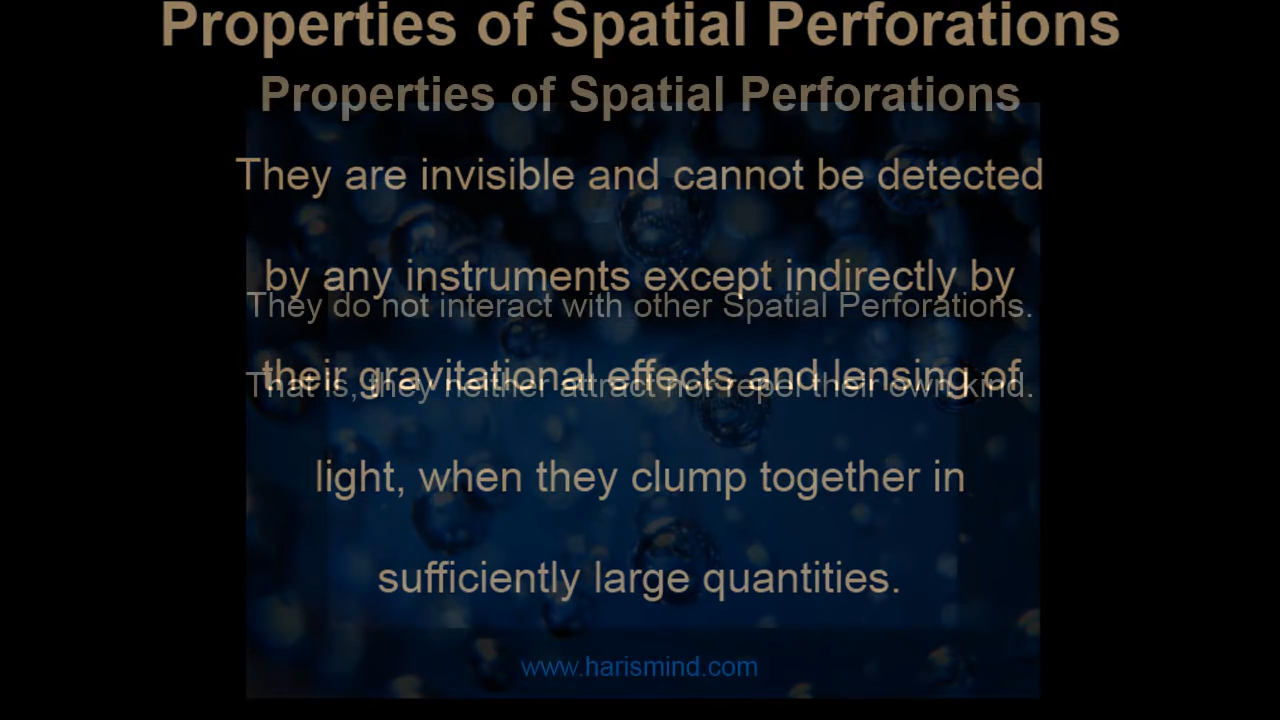 Properties of Spatial Perforations
Properties of Spatial Perforations
They are invisible and cannot be detected
by any instruments except indirectly by
They do not interact with other Spatial Perforations.
their gravitational effects and lensing of
That is, they neither attract nor repel their own kind.
light, when they clump together in
sufficiently large quantities.
www.harismind.com